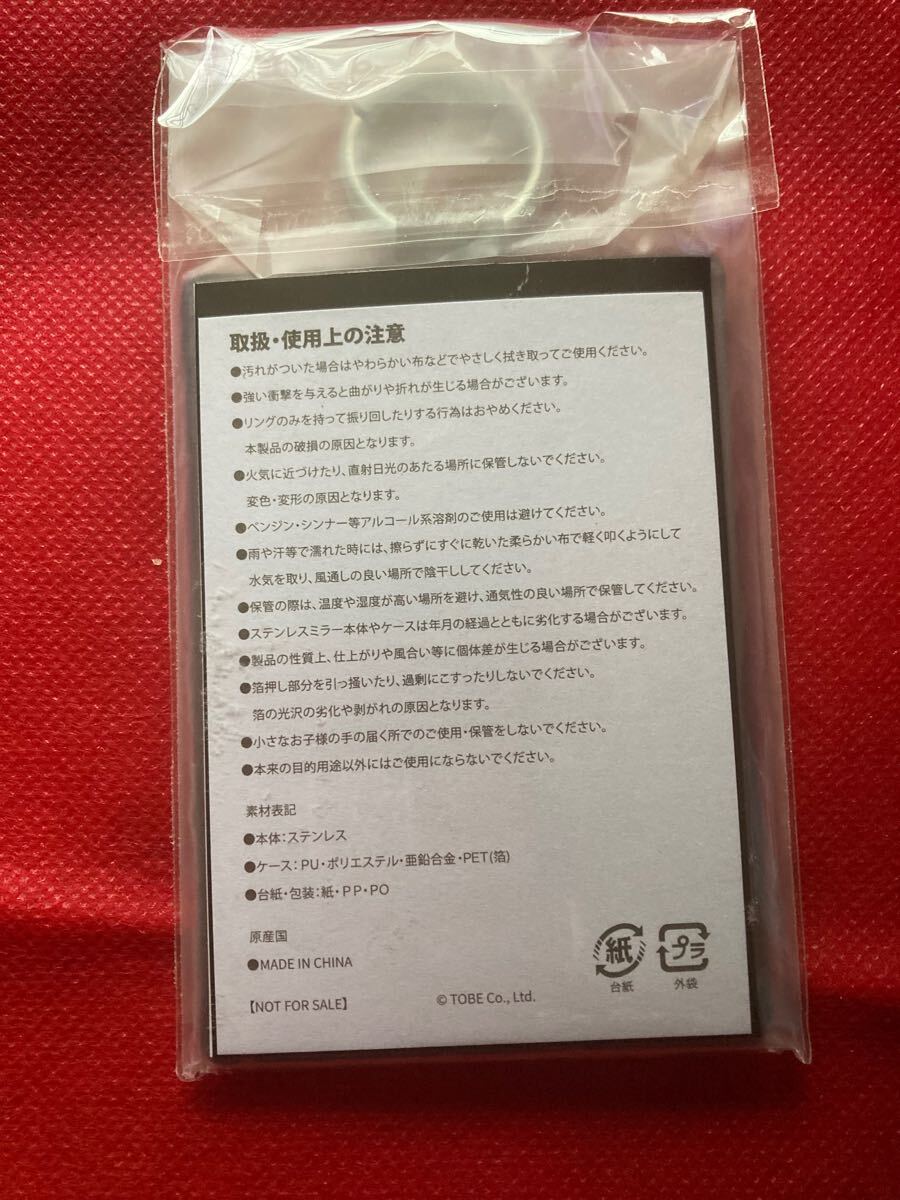 取扱・使用上の注意
●汚れがついた場合はやわらかい布などでやさしく拭き取ってご使用ください。
●強い衝撃を与えると曲がりや折れが生じる場合がございます。
●リングのみを持って振り回したりする行為はおやめください。
本製品の破損の原因となります。
●火気に近づけたり、直射日光のあたる場所に保管しないでください。
変色・変形の原因となります。
●ベンジン・シンナー等アルコール系溶剤のご使用は避けてください。
●雨や汗等で濡れた時には、擦らずにすぐに乾いた柔らかい布で軽く叩くようにして
水気を取り、風通しの良い場所で陰干ししてください。
●保管の際は、温度や湿度が高い場所を避け、通気性の良い場所で保管してください。
●ステンレスミラー本体やケースは年月の経過とともに劣化する場合がございます。
●製品の性質上、仕上がりや風合い等に個体差が生じる場合がございます。
●箔押し部分を引っ掻いたり、過剰にこすったりしないでください。
箔の光沢の劣化や剥がれの原因となります。
●小さなお子様の手の届く所でのご使用・保管をしないでください。
●本来の目的用途以外にはご使用にならないでください。
素材表記
●本体：ステンレス
●ケース：PU・ポリエステル・亜鉛合金・PET(箔)
●台紙・包装：紙・PP・PO
原産国
●MADE IN CHINA
【NOT FOR SALE】
© TOBE Co., Ltd.
紙
台紙
プラ
外袋